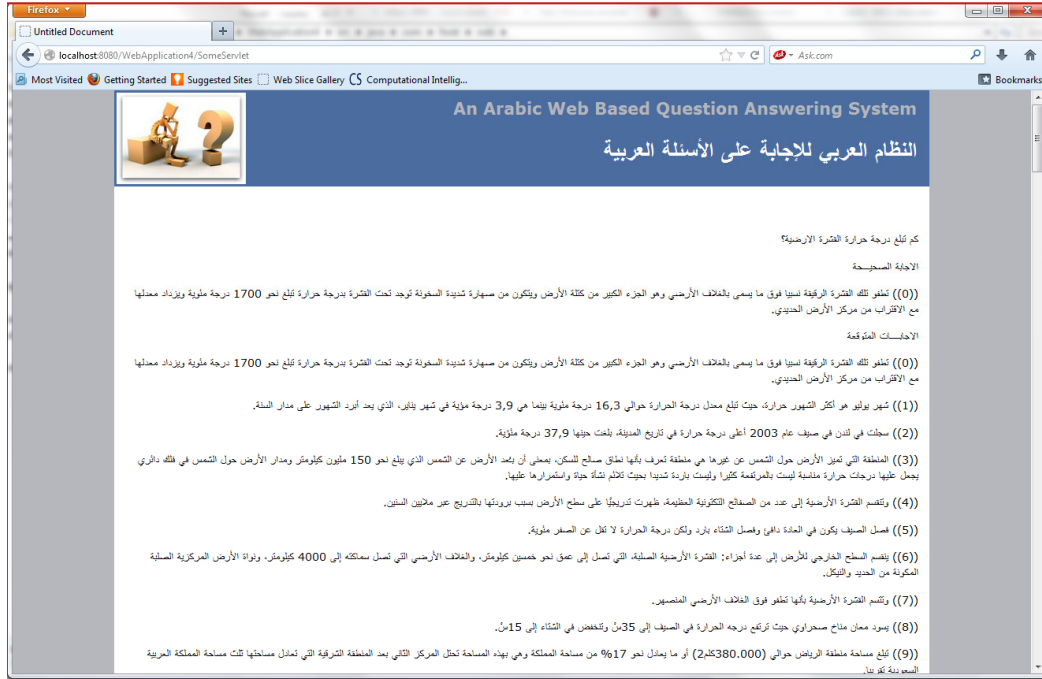 Firefox
Untitled Document
+
localhost:8080/WebApplication4/SomeServlet
Ask.com
Most Visited Getting Started Suggested Sites Web Slice Gallery Computational Intellig...
Bookmarks
An Arabic Web Based Question Answering System
النظام العربي للإجابة على الأسئلة العربية
كم تبلغ درجة حرارة القشرة الارضية؟
الاجابة الصحيـــحة
((0)) تطفو تلك القشرة الرقيقة نسبيا فوق ما يسمى بالغلاف الأرضي وهو الجزء الكبير من كتلة الأرض ويتكون من صهارة شديدة السخونة توجد تحت القشرة بدرجة حرارة تبلغ نحو 1700 درجة مئوية ويزداد معدلها
مع الاقتراب من مركز الأرض الحديدي.
الاجابـــات المتوقعة
((0)) تطفو تلك القشرة الرقيقة نسبيا فوق ما يسمى بالغلاف الأرضي وهو الجزء الكبير من كتلة الأرض ويتكون من صهارة شديدة السخونة توجد تحت القشرة بدرجة حرارة تبلغ نحو 1700 درجة مئوية ويزداد معدلها
مع الاقتراب من مركز الأرض الحديدي.
((1)) شهر يوليو هو أكثر الشهور حرارة، حيث تبلغ معدل درجة الحرارة حوالي 16,3 درجة مئوية بينما هي 3,9 درجة مؤية في شهر يناير، الذي يعد أبرد الشهور على مدار السنة.
((2)) سجلت في لندن في صيف عام 2003 أعلى درجة حرارة في تاريخ المدينة، بلغت حينها 37,9 درجة مئؤية.
((3)) المنطقة التي تميز الأرض حول الشمس عن غيرها هي منطقة تعرف بأنها نطاق صالح للسكن، بمعنى أن بُعد الأرض عن الشمس الذي يبلغ نحو 150 مليون كيلومتر ومدار الأرض حول الشمس في فلك دائري
يجعل عليها درجات حرارة مناسبة ليست بالمرتفعة كثيرا وليست باردة شديدا بحيث تلائم نشأة حياة واستمرارها عليها.
((4)) وتنقسم القشرة الأرضية إلى عدد من الصفائح التكتونية العظيمة، ظهرت تدريجيًا على سطح الأرض بسبب برودتها بالتدريج عبر ملايين السنين.
((5)) فصل الصيف يكون في العادة دافئ وفصل الشتاء بارد ولكن درجة الحرارة لا تقل عن الصفر مئوية.
((6)) ينقسم السطح الخارجي للأرض إلى عدة أجزاء: القشرة الأرضية الصلبة، التي تصل إلى عمق نحو خمسين كيلومتر، والغلاف الأرضي التي تصل سماكته إلى 4000 كيلومتر، ونواة الأرض المركزية الصلبة
المكونة من الحديد والنيكل.
((7)) وتتسم القشرة الأرضية بأنها تطفو فوق الغلاف الأرضي المنصهر.
((8)) يسود معان مناخ صحراوي حيث ترتفع درجه الحرارة في الصيف إلى 35سْ وتنخفض في الشتاء إلى 15سْ.
((9)) تبلغ مساحة منطقة الرياض حوالي (380.000كلم2) أو ما يعادل نحو 17% من مساحة المملكة وهي بهذه المساحة تحتل المركز الثاني بعد المنطقة الشرقية التي تعادل مساحتها ثلث مساحة المملكة العربية
السعودية تقريبا.